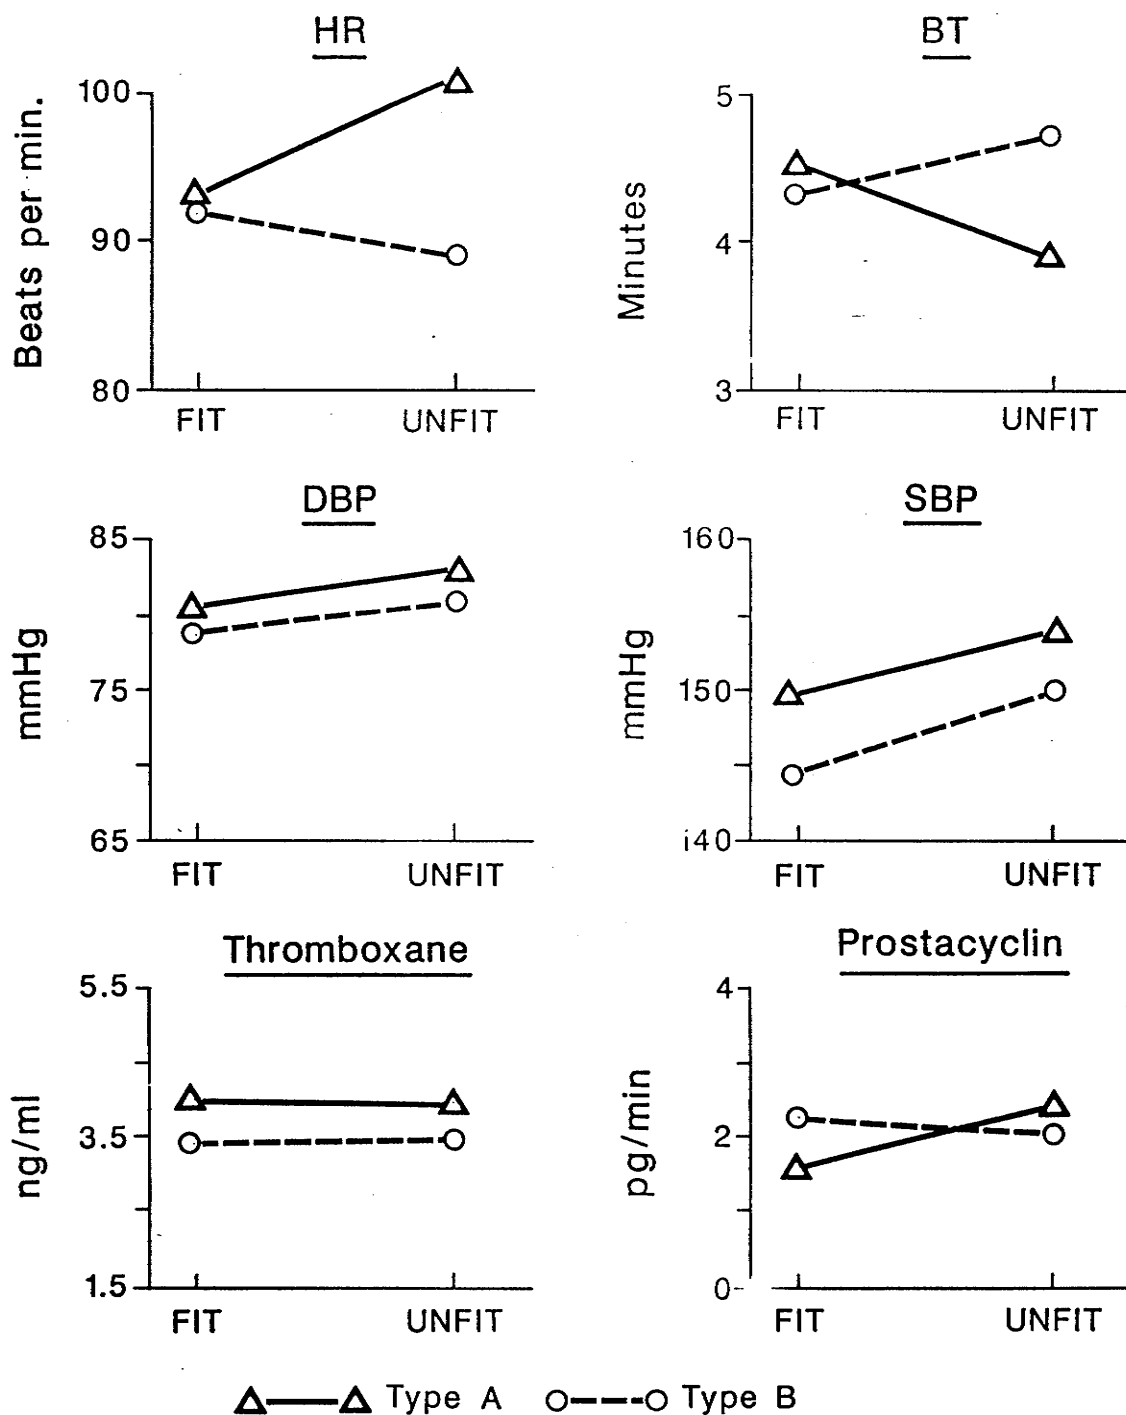 HR
Beats per min.
100
90
80
FIT UNFIT
BT
Minutes
5
4
3
FIT UNFIT
DBP
mmHg
85
75
65
FIT UNFIT
SBP
mmHg
160
150
i40
FIT UNFIT
Thromboxane
ng/ml
5.5
3.5
1.5
FIT UNFIT
Prostacyclin
pg/min
4
2
0
FIT UNFIT
Type A Type B